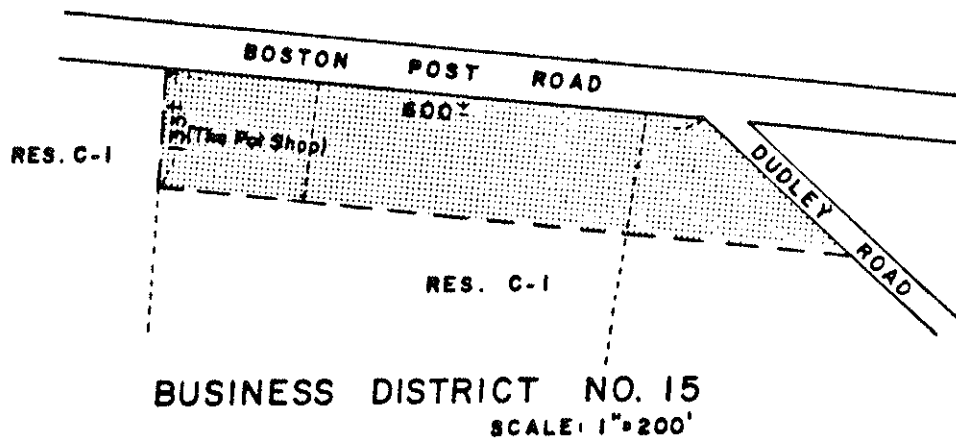 BOSTON POST ROAD
600±
133±
(The Pot Shop)
RES. C-1
DUDLEY ROAD
RES. C-1
BUSINESS DISTRICT NO. 15
SCALE: 1"=200'